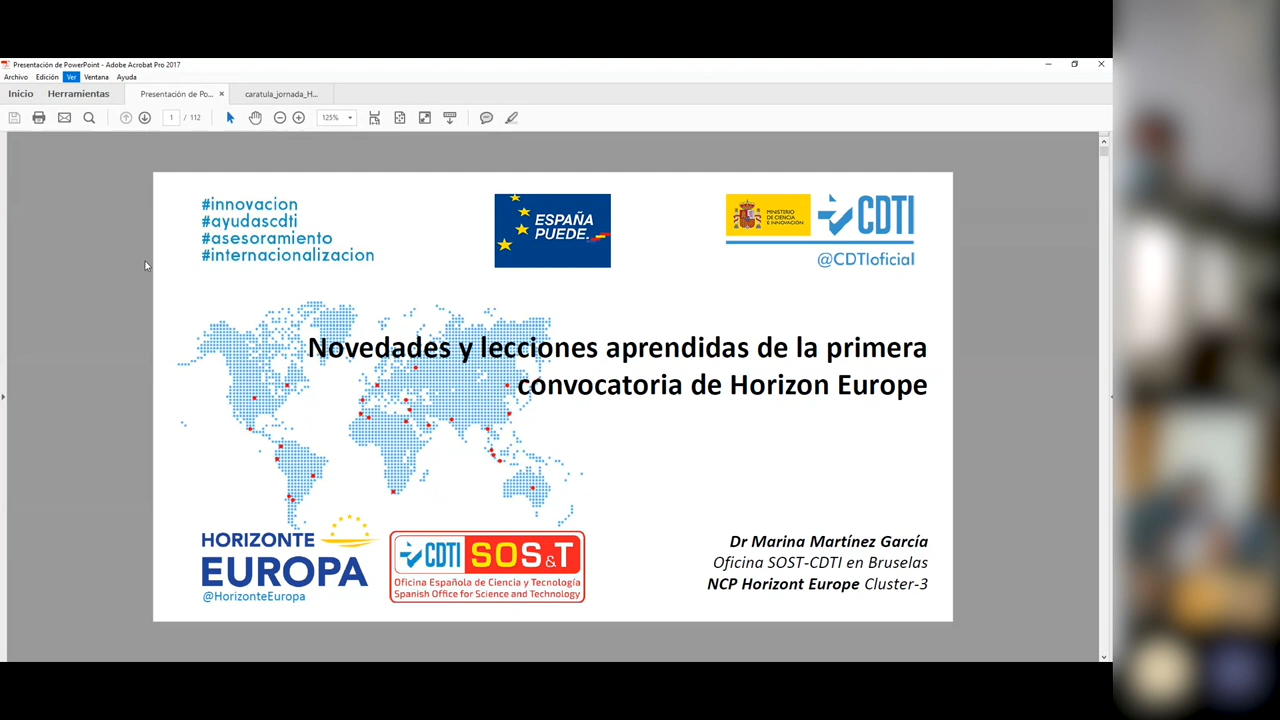 Presentación de PowerPoint - Adobe Acrobat Pro 2017
Archivo Edición Ver Ventana Ayuda
Inicio Herramientas Presentación de Po... × caratula_jornada_H...
1 / 112 125%
#innovacion
#ayudascdti
#asesoramiento
#internacionalizacion
ESPAÑA
PUEDE.
MINISTERIO
DE CIENCIA
E INNOVACIÓN
CDTI
@CDTIoficial
Novedades y lecciones aprendidas de la primera
convocatoria de Horizon Europe
HORIZONTE
EUROPA
@HorizonteEuropa
CDTI SOS&T
Oficina Española de Ciencia y Tecnología
Spanish Office for Science and Technology
Dr Marina Martínez García
Oficina SOST-CDTI en Bruselas
NCP Horizont Europe Cluster-3